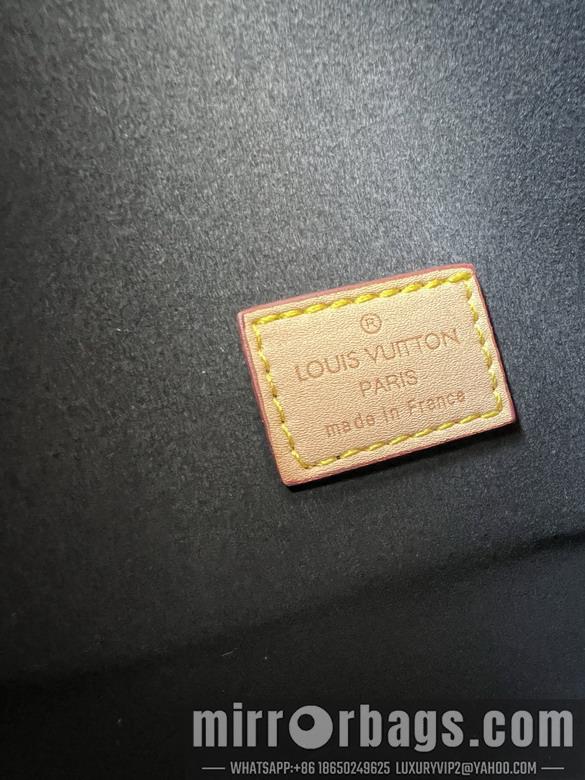 ®
LOUIS VUITTON
PARIS
made in France
mirrorbags.com
WHATSAPP:+86 18650249625 LUXURYVIP2@YAHOO.COM